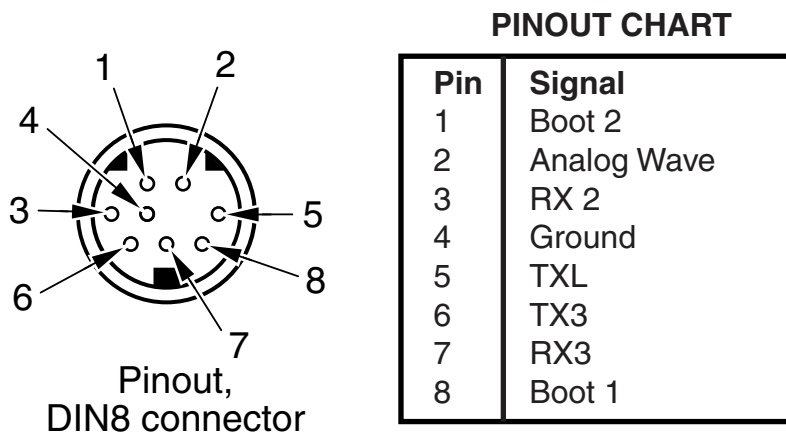 PINOUT CHART
1
2
4
3
5
6
8
7
Pinout,
DIN8 connector
Pin Signal
1 Boot 2
2 Analog Wave
3 RX 2
4 Ground
5 TXL
6 TX3
7 RX3
8 Boot 1